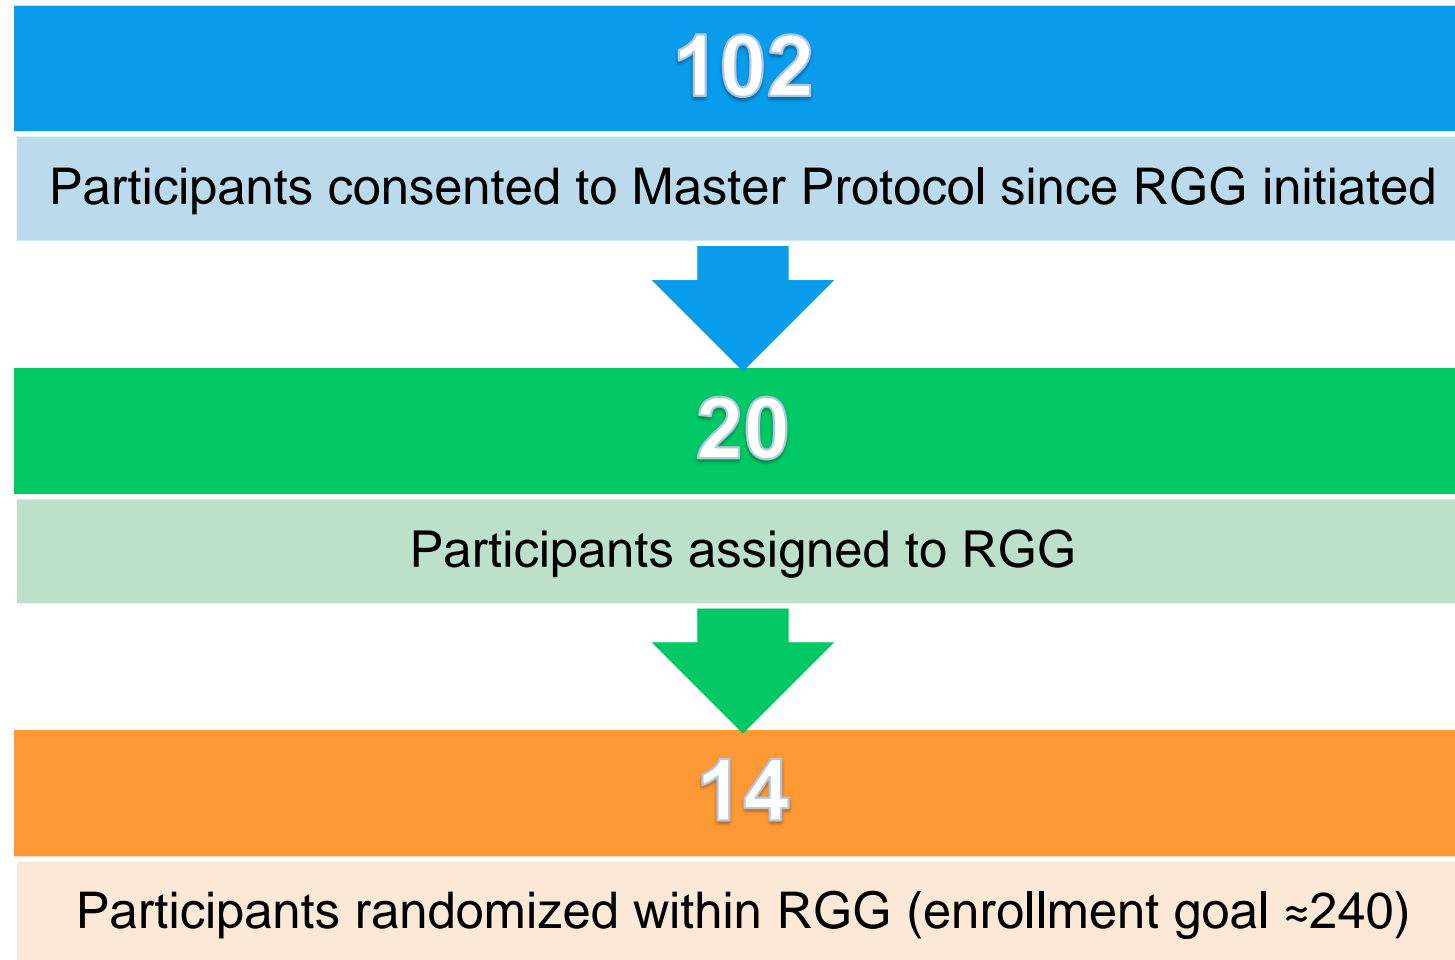 102
Participants consented to Master Protocol since RGG initiated
20
Participants assigned to RGG
14
Participants randomized within RGG (enrollment goal ≈240)